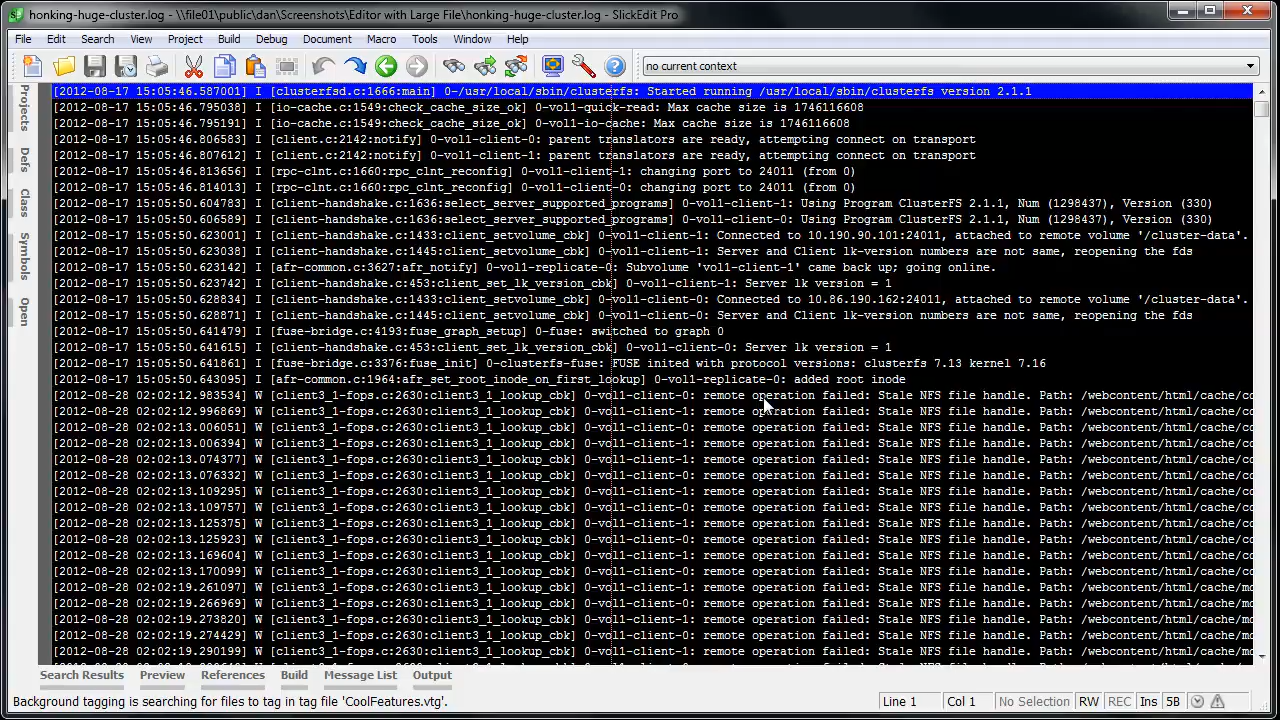 honking-huge-cluster.log - \\file01\public\dan\Screenshots\Editor with Large File\honking-huge-cluster.log - SlickEdit Pro
File Edit Search View Project Build Debug Document Macro Tools Window Help
no current context
Projects
Defs
Class
Symbols
Open
[2012-08-17 15:05:46.587001] I [clusterfsd.c:1666:main] 0-/usr/local/sbin/clusterfs: Started running /usr/local/sbin/clusterfs version 2.1.1
[2012-08-17 15:05:46.795038] I [io-cache.c:1549:check_cache_size_ok] 0-vol1-quick-read: Max cache size is 1746116608
[2012-08-17 15:05:46.795191] I [io-cache.c:1549:check_cache_size_ok] 0-vol1-io-cache: Max cache size is 1746116608
[2012-08-17 15:05:46.806583] I [client.c:2142:notify] 0-vol1-client-0: parent translators are ready, attempting connect on transport
[2012-08-17 15:05:46.807612] I [client.c:2142:notify] 0-vol1-client-1: parent translators are ready, attempting connect on transport
[2012-08-17 15:05:46.813656] I [rpc-clnt.c:1660:rpc_clnt_reconfig] 0-vol1-client-1: changing port to 24011 (from 0)
[2012-08-17 15:05:46.814013] I [rpc-clnt.c:1660:rpc_clnt_reconfig] 0-vol1-client-0: changing port to 24011 (from 0)
[2012-08-17 15:05:50.604783] I [client-handshake.c:1636:select_server_supported_programs] 0-vol1-client-1: Using Program ClusterFS 2.1.1, Num (1298437), Version (330)
[2012-08-17 15:05:50.606589] I [client-handshake.c:1636:select_server_supported_programs] 0-vol1-client-0: Using Program ClusterFS 2.1.1, Num (1298437), Version (330)
[2012-08-17 15:05:50.623001] I [client-handshake.c:1433:client_setvolume_cbk] 0-vol1-client-1: Connected to 10.190.90.101:24011, attached to remote volume '/cluster-data'.
[2012-08-17 15:05:50.623038] I [client-handshake.c:1445:client_setvolume_cbk] 0-vol1-client-1: Server and Client lk-version numbers are not same, reopening the fds
[2012-08-17 15:05:50.623142] I [afr-common.c:3627:afr_notify] 0-vol1-replicate-0: Subvolume 'vol1-client-1' came back up; going online.
[2012-08-17 15:05:50.623742] I [client-handshake.c:453:client_set_lk_version_cbk] 0-vol1-client-1: Server lk version = 1
[2012-08-17 15:05:50.628834] I [client-handshake.c:1433:client_setvolume_cbk] 0-vol1-client-0: Connected to 10.86.190.162:24011, attached to remote volume '/cluster-data'.
[2012-08-17 15:05:50.628871] I [client-handshake.c:1445:client_setvolume_cbk] 0-vol1-client-0: Server and Client lk-version numbers are not same, reopening the fds
[2012-08-17 15:05:50.641479] I [fuse-bridge.c:4193:fuse_graph_setup] 0-fuse: switched to graph 0
[2012-08-17 15:05:50.641615] I [client-handshake.c:453:client_set_lk_version_cbk] 0-vol1-client-0: Server lk version = 1
[2012-08-17 15:05:50.641861] I [fuse-bridge.c:3376:fuse_init] 0-clusterfs-fuse: FUSE inited with protocol versions: clusterfs 7.13 kernel 7.16
[2012-08-17 15:05:50.643095] I [afr-common.c:1964:afr_set_root_inode_on_first_lookup] 0-vol1-replicate-0: added root inode
[2012-08-28 02:02:12.983534] W [client3_1-fops.c:2630:client3_1_lookup_cbk] 0-vol1-client-0: remote operation failed: Stale NFS file handle. Path: /webcontent/html/cache/co
[2012-08-28 02:02:12.996869] W [client3_1-fops.c:2630:client3_1_lookup_cbk] 0-vol1-client-1: remote operation failed: Stale NFS file handle. Path: /webcontent/html/cache/co
[2012-08-28 02:02:13.006051] W [client3_1-fops.c:2630:client3_1_lookup_cbk] 0-vol1-client-0: remote operation failed: Stale NFS file handle. Path: /webcontent/html/cache/co
[2012-08-28 02:02:13.006394] W [client3_1-fops.c:2630:client3_1_lookup_cbk] 0-vol1-client-1: remote operation failed: Stale NFS file handle. Path: /webcontent/html/cache/co
[2012-08-28 02:02:13.074377] W [client3_1-fops.c:2630:client3_1_lookup_cbk] 0-vol1-client-0: remote operation failed: Stale NFS file handle. Path: /webcontent/html/cache/co
[2012-08-28 02:02:13.076332] W [client3_1-fops.c:2630:client3_1_lookup_cbk] 0-vol1-client-1: remote operation failed: Stale NFS file handle. Path: /webcontent/html/cache/co
[2012-08-28 02:02:13.109295] W [client3_1-fops.c:2630:client3_1_lookup_cbk] 0-vol1-client-0: remote operation failed: Stale NFS file handle. Path: /webcontent/html/cache/co
[2012-08-28 02:02:13.109757] W [client3_1-fops.c:2630:client3_1_lookup_cbk] 0-vol1-client-1: remote operation failed: Stale NFS file handle. Path: /webcontent/html/cache/co
[2012-08-28 02:02:13.125375] W [client3_1-fops.c:2630:client3_1_lookup_cbk] 0-vol1-client-0: remote operation failed: Stale NFS file handle. Path: /webcontent/html/cache/co
[2012-08-28 02:02:13.125923] W [client3_1-fops.c:2630:client3_1_lookup_cbk] 0-vol1-client-1: remote operation failed: Stale NFS file handle. Path: /webcontent/html/cache/co
[2012-08-28 02:02:13.169604] W [client3_1-fops.c:2630:client3_1_lookup_cbk] 0-vol1-client-1: remote operation failed: Stale NFS file handle. Path: /webcontent/html/cache/co
[2012-08-28 02:02:13.170099] W [client3_1-fops.c:2630:client3_1_lookup_cbk] 0-vol1-client-0: remote operation failed: Stale NFS file handle. Path: /webcontent/html/cache/co
[2012-08-28 02:02:19.261097] W [client3_1-fops.c:2630:client3_1_lookup_cbk] 0-vol1-client-1: remote operation failed: Stale NFS file handle. Path: /webcontent/html/cache/mo
[2012-08-28 02:02:19.266969] W [client3_1-fops.c:2630:client3_1_lookup_cbk] 0-vol1-client-0: remote operation failed: Stale NFS file handle. Path: /webcontent/html/cache/mo
[2012-08-28 02:02:19.273820] W [client3_1-fops.c:2630:client3_1_lookup_cbk] 0-vol1-client-1: remote operation failed: Stale NFS file handle. Path: /webcontent/html/cache/mo
[2012-08-28 02:02:19.274429] W [client3_1-fops.c:2630:client3_1_lookup_cbk] 0-vol1-client-0: remote operation failed: Stale NFS file handle. Path: /webcontent/html/cache/mo
[2012-08-28 02:02:19.290199] W [client3_1-fops.c:2630:client3_1_lookup_cbk] 0-vol1-client-1: remote operation failed: Stale NFS file handle. Path: /webcontent/html/cache/mo
Search Results Preview References Build Message List Output
Background tagging is searching for files to tag in tag file 'CoolFeatures.vtg'. Line 1 Col 1 No Selection RW REC Ins 5B